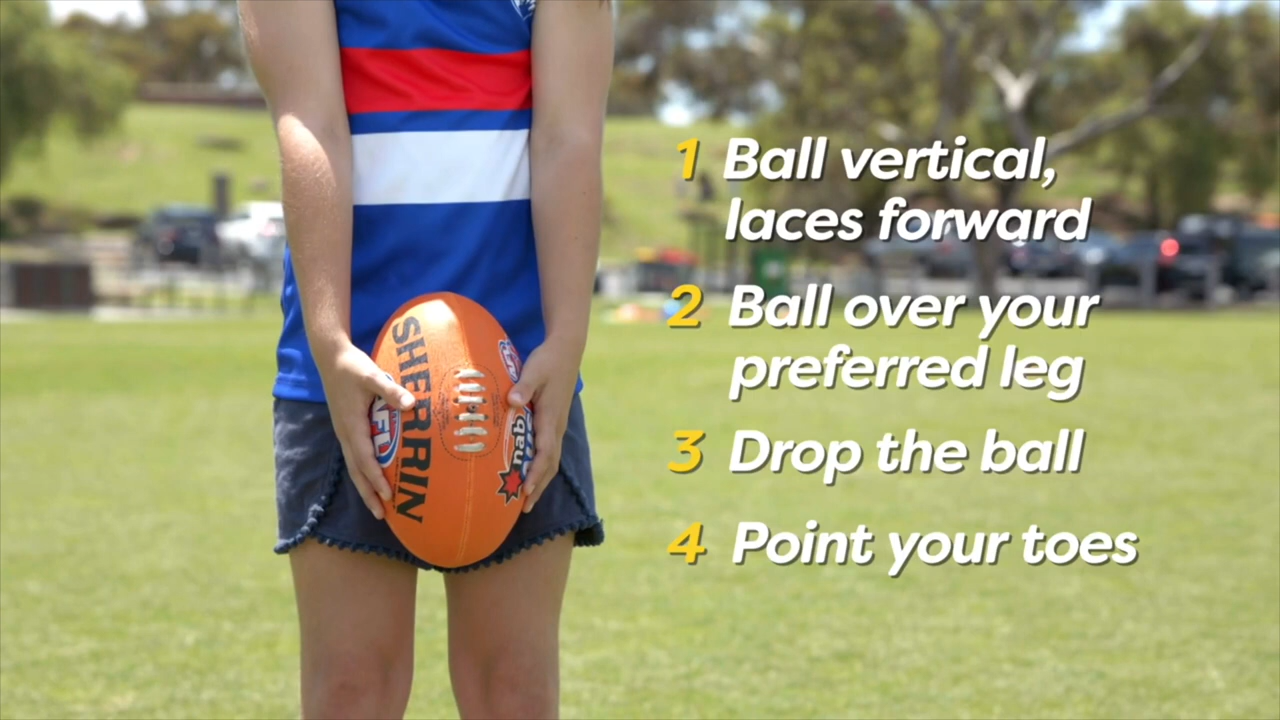 1 Ball vertical,
laces forward
2 Ball over your
preferred leg
3 Drop the ball
4 Point your toes
SHERRIN
AFL
nab